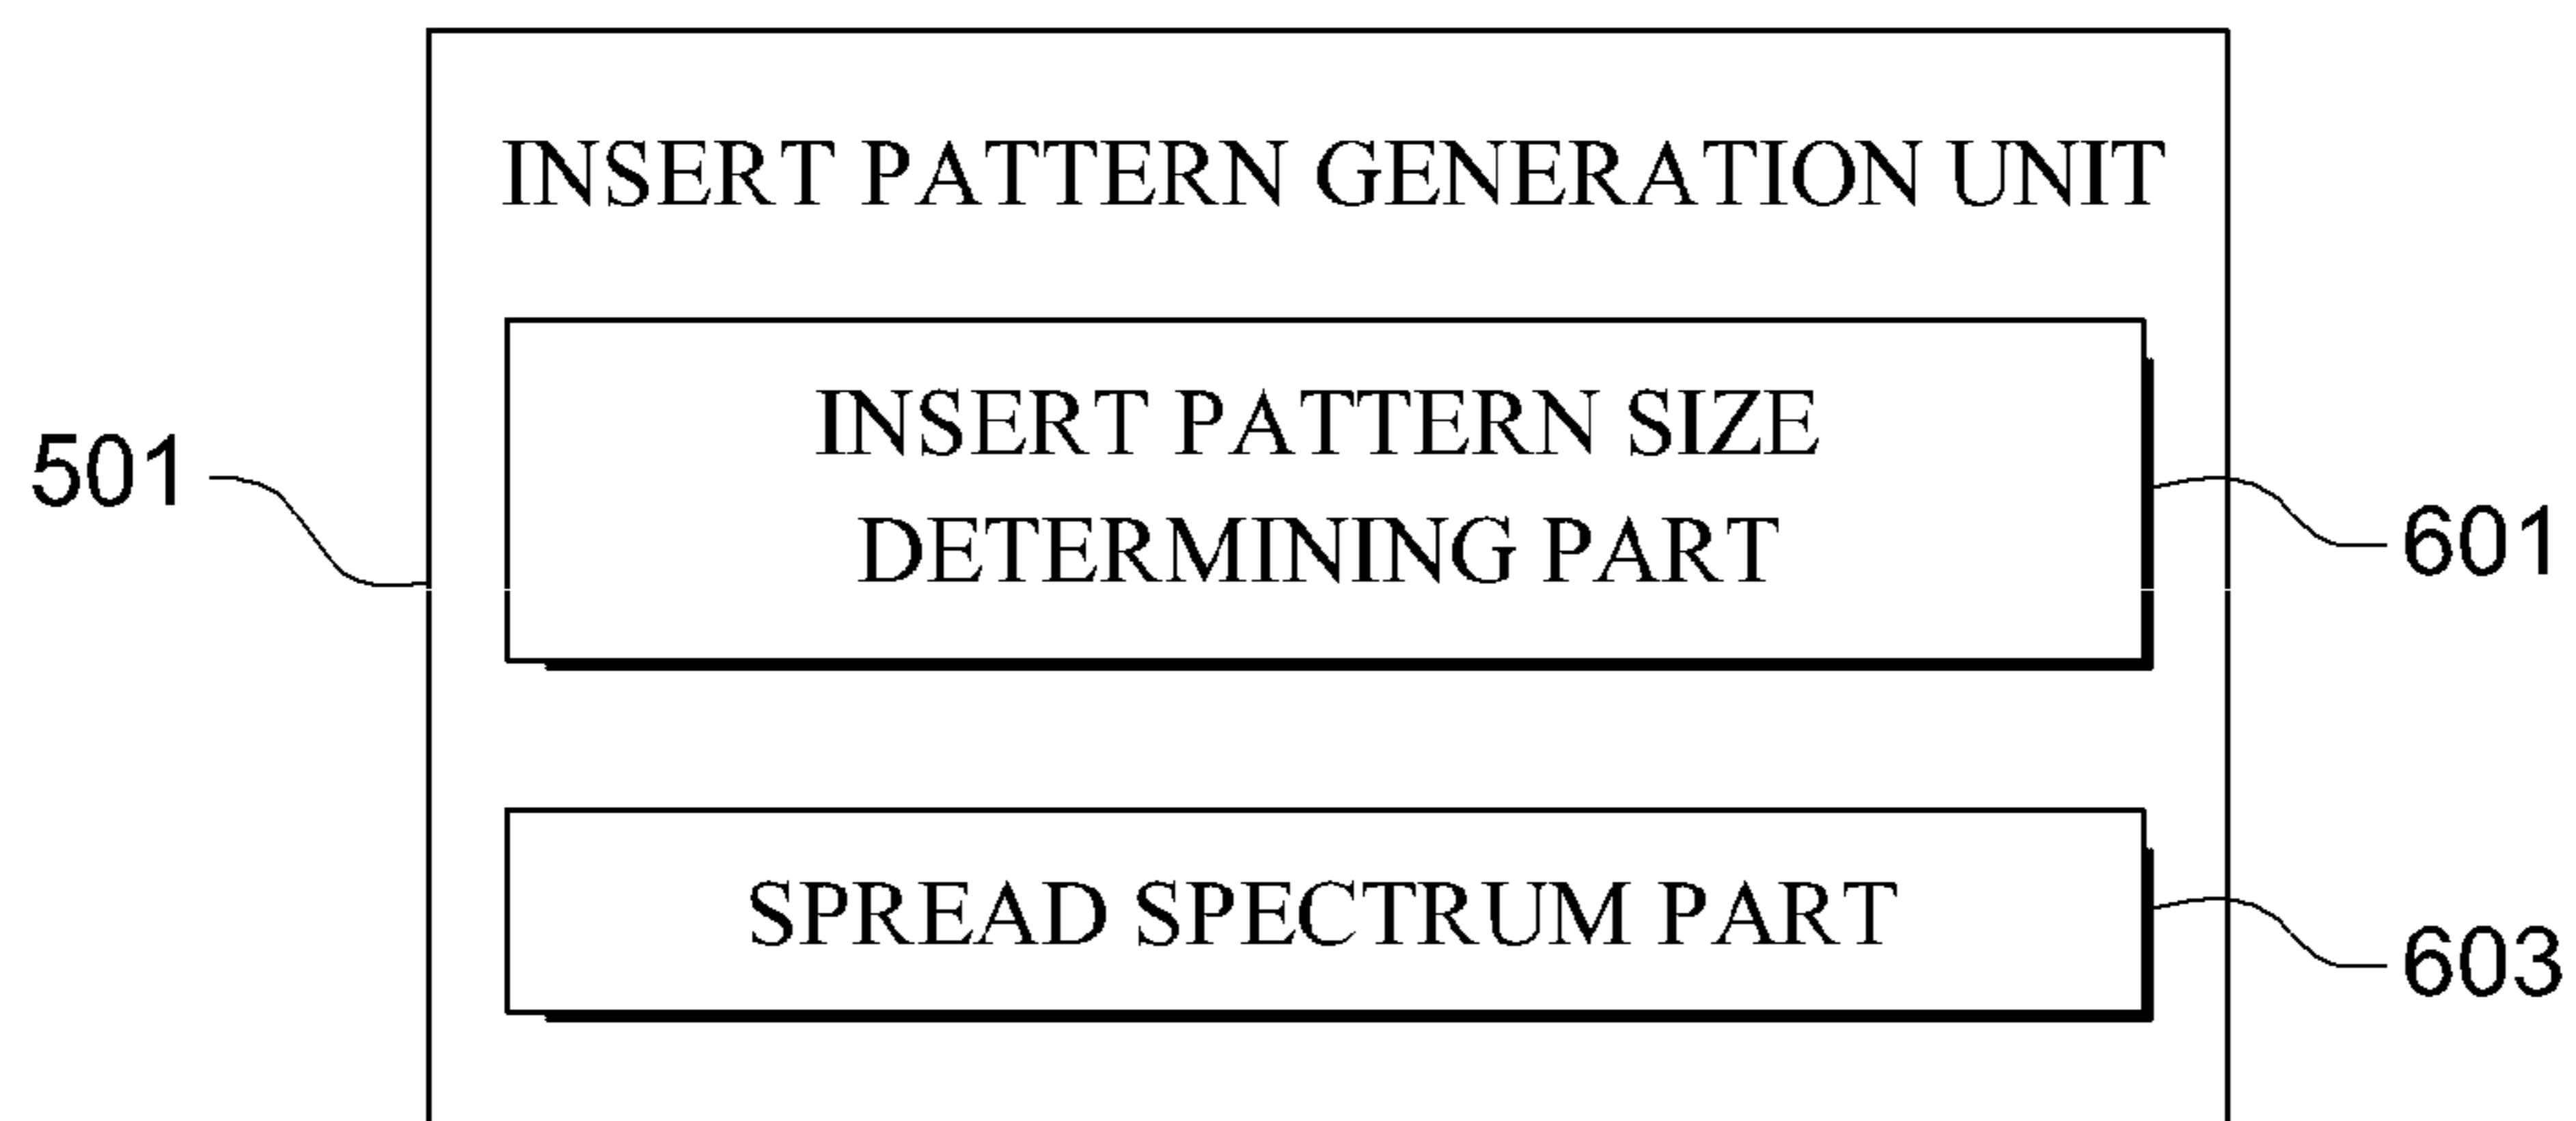 INSERT PATTERN GENERATION UNIT
INSERT PATTERN SIZE
DETERMINING PART
501
601
SPREAD SPECTRUM PART
603